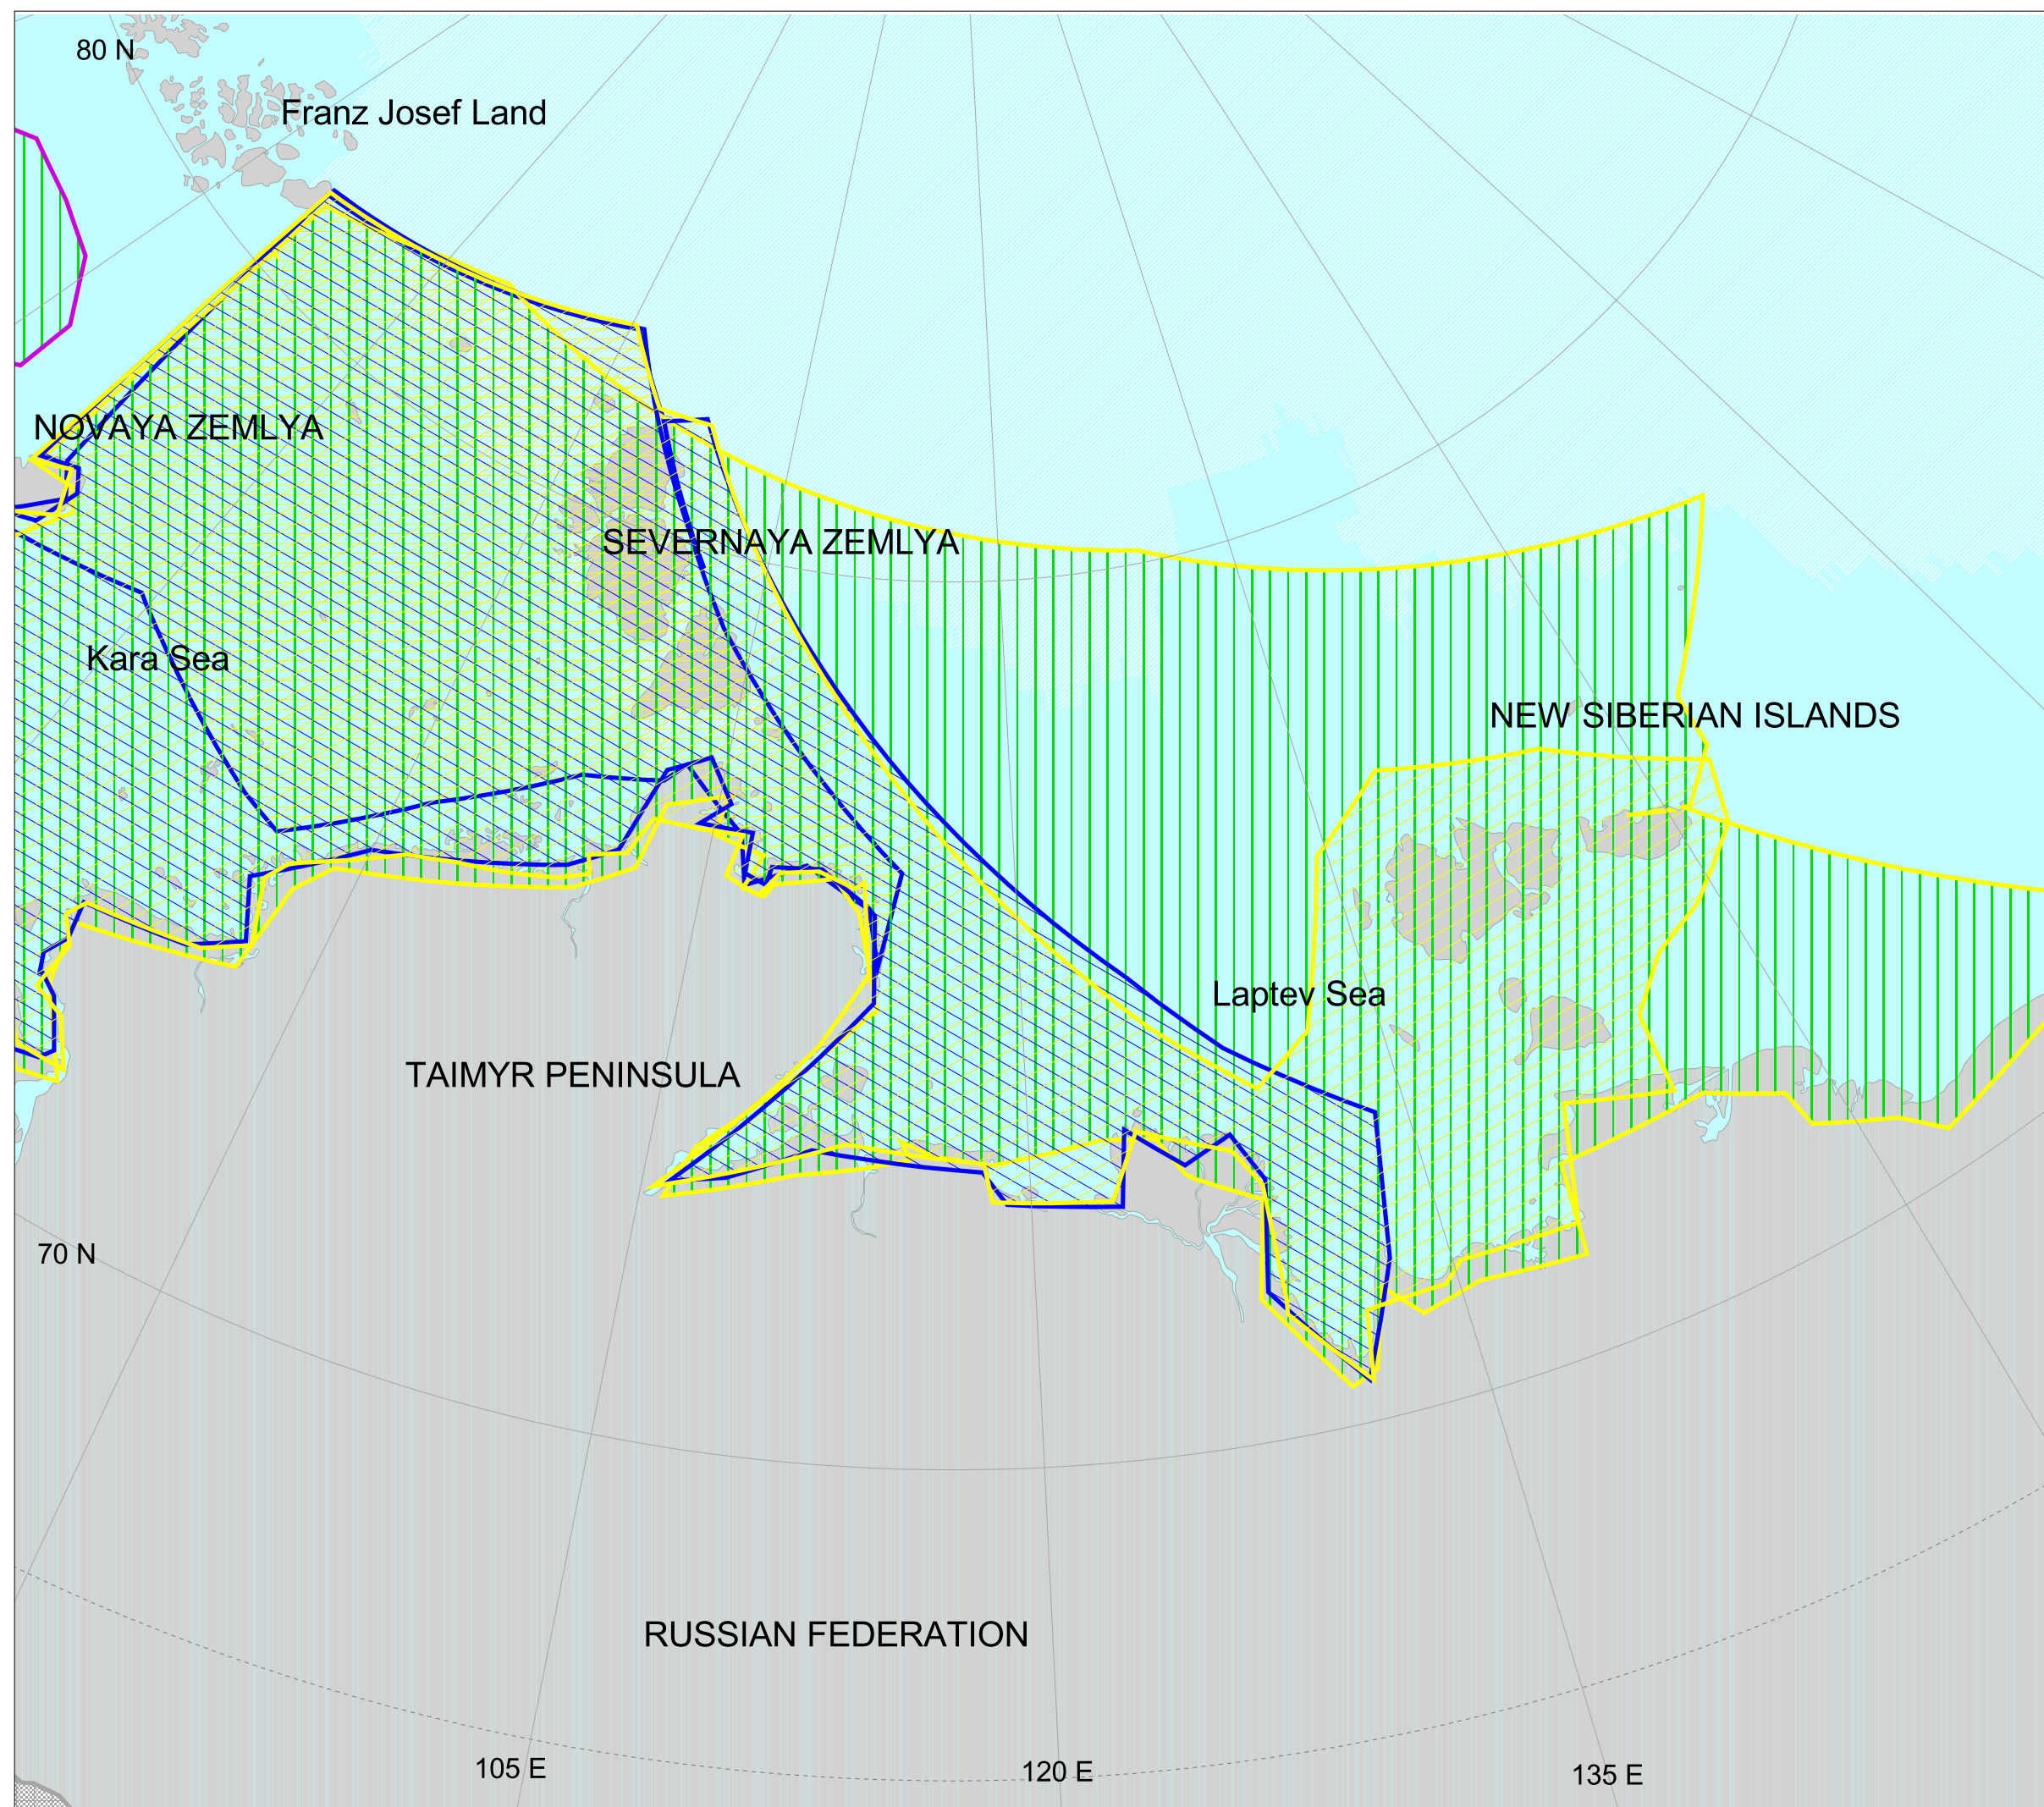 80 N
Franz Josef Land
NOVAYA ZEMLYA
SEVERNAYA ZEMLYA
Kara Sea
NEW SIBERIAN ISLANDS
Laptev Sea
TAIMYR PENINSULA
70 N
RUSSIAN FEDERATION
105 E
120 E
135 E